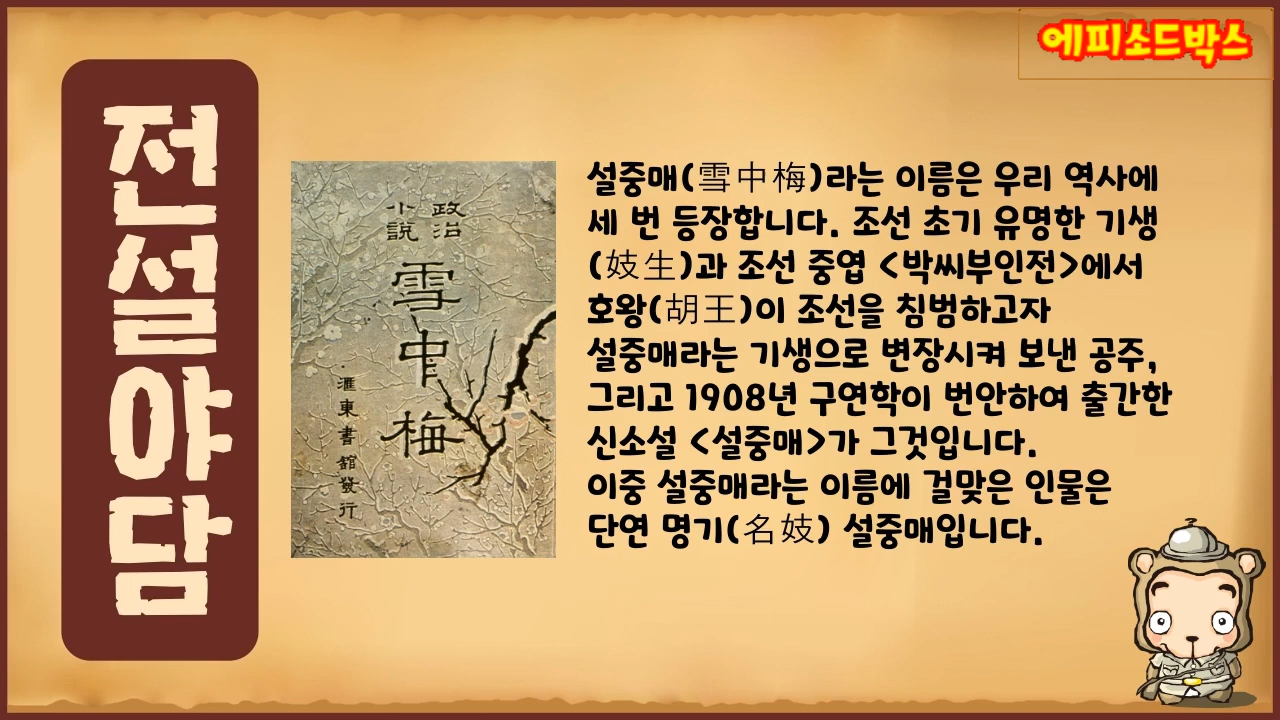 에피소드박스
전설야담
政治
小說
雪中梅
滙東書館發行
설중매(雪中梅)라는 이름은 우리 역사에
세 번 등장합니다. 조선 초기 유명한 기생
(妓生)과 조선 중엽 <박씨부인전>에서
호왕(胡王)이 조선을 침범하고자
설중매라는 기생으로 변장시켜 보낸 공주,
그리고 1908년 구연학이 번안하여 출간한
신소설 <설중매>가 그것입니다.
이중 설중매라는 이름에 걸맞은 인물은
단연 명기(名妓) 설중매입니다.